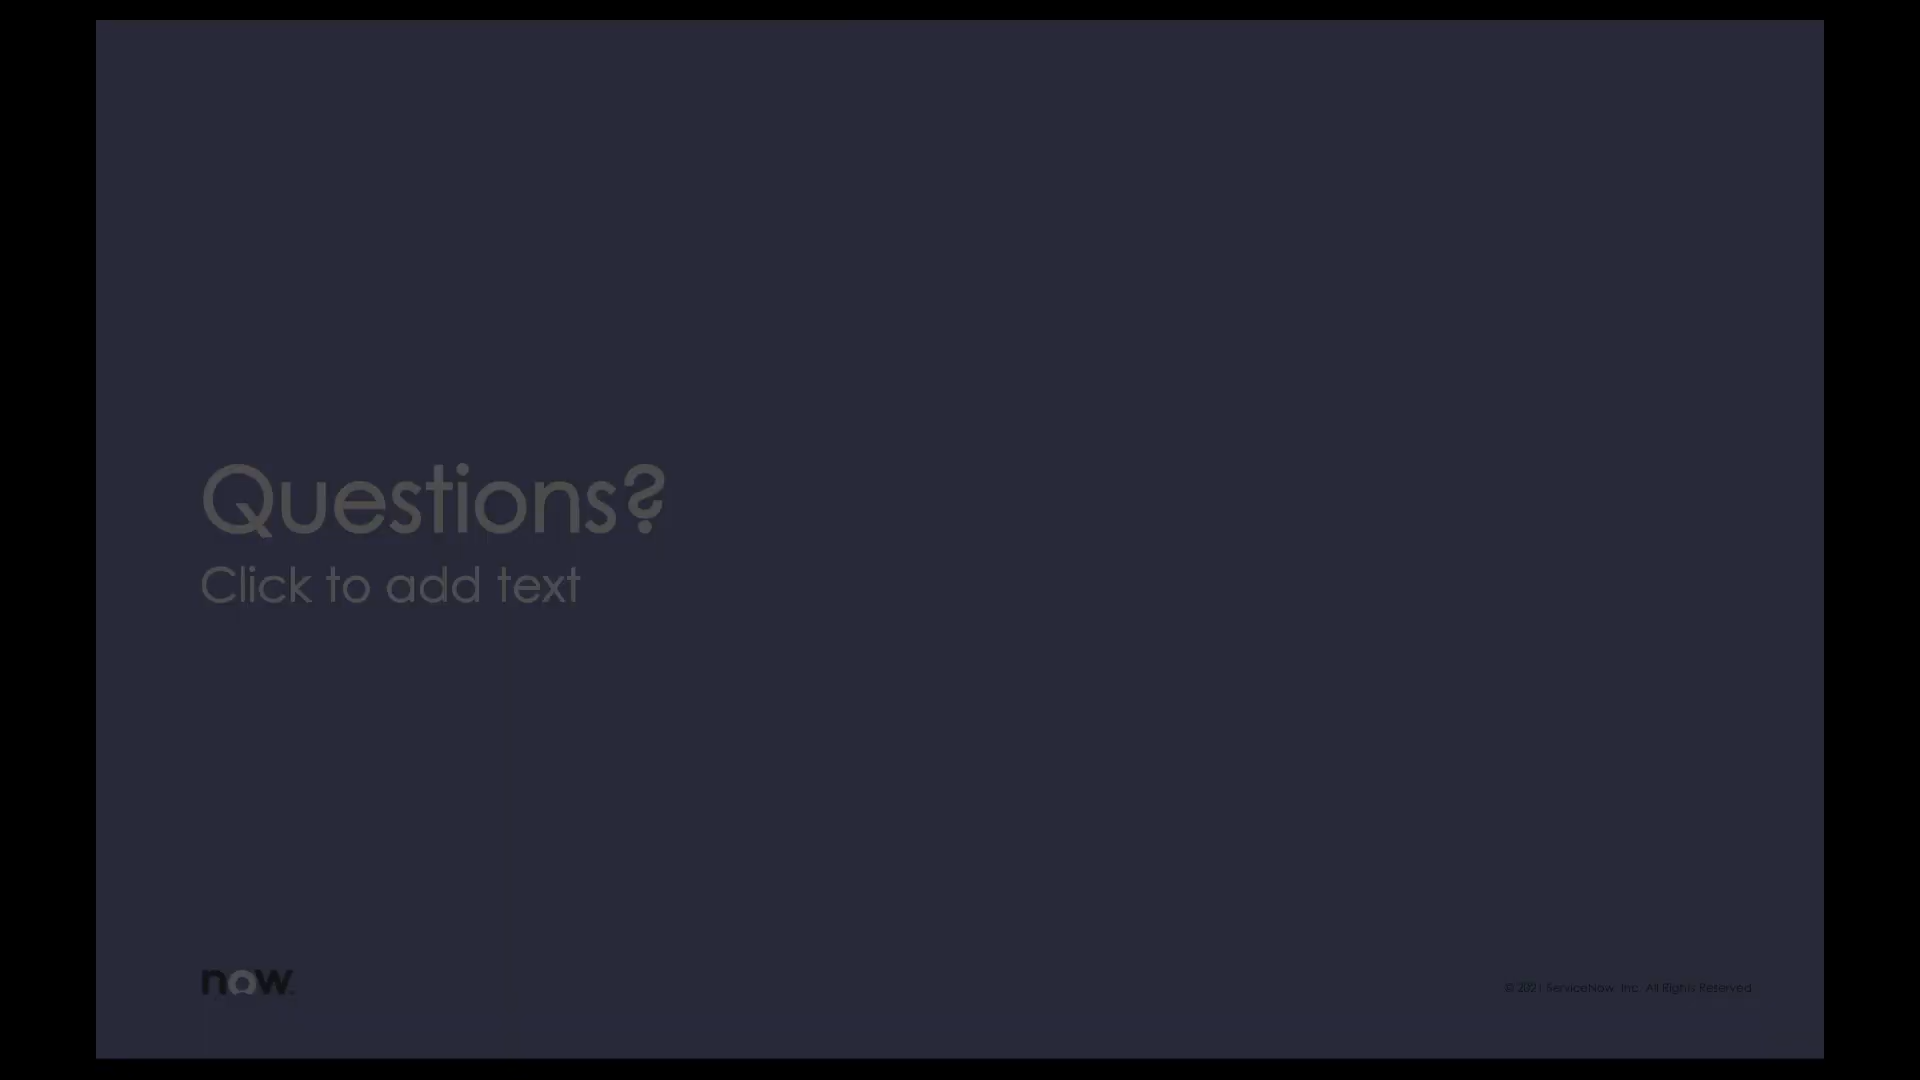 Questions?
Click to add text
now.
© 2021 ServiceNow, Inc. All Rights Reserved.